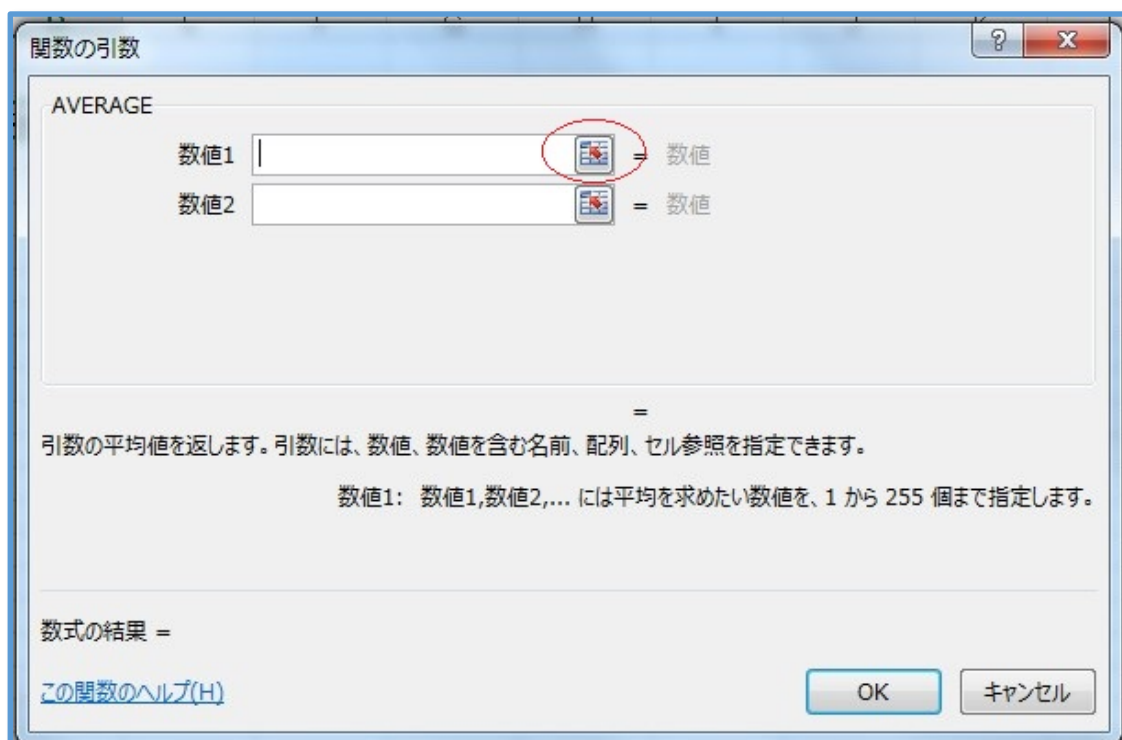 関数の引数
?
X
AVERAGE
数値1 = 数値
数値2 = 数値
=
引数の平均値を返します。引数には、数値、数値を含む名前、配列、セル参照を指定できます。
数値1: 数値1,数値2,... には平均を求めたい数値を、1 から 255 個まで指定します。
数式の結果 =
この関数のヘルプ(H)
OK
キャンセル